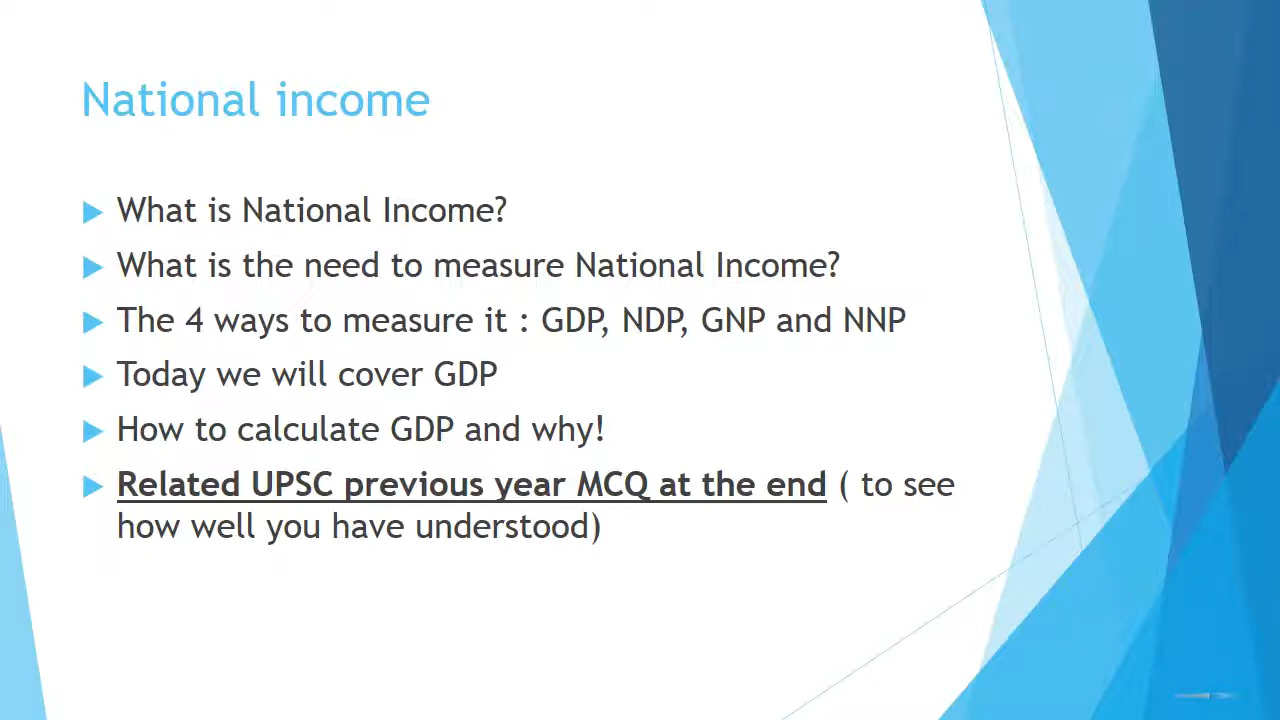 National income
What is National Income?
What is the need to measure National Income?
The 4 ways to measure it : GDP, NDP, GNP and NNP
Today we will cover GDP
How to calculate GDP and why!
Related UPSC previous year MCQ at the end ( to see
how well you have understood)